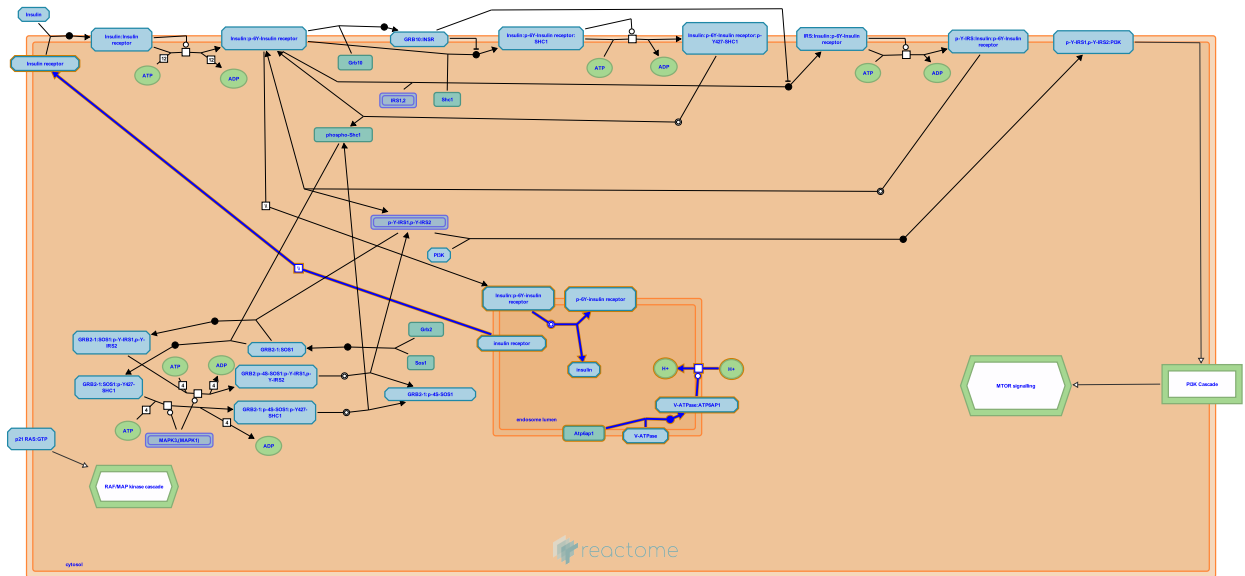 Insulin
Insulin:Insulin
receptor
Insulin receptor
12
12
ATP
ADP
Insulin:p-6Y-insulin
receptor
GRB10:INSR
Grb10
IRS1,2
Shc1
Insulin:p-6Y-insulin receptor:
SHC1
ATP
ADP
Insulin:p-6Y-insulin receptor:p-
Y427-SHC1
IRS:Insulin:p-6Y-insulin
receptor
ATP
ADP
p-Y-IRS:Insulin:p-6Y-insulin
receptor
p-Y-IRS1,p-Y-IRS2:PI3K
phospho-Shc1
p-Y-IRS1,p-Y-IRS2
PI3K
Insulin:p-6Y-insulin
receptor
p-6Y-insulin receptor
insulin receptor
insulin
H+
H+
V-ATPase:ATP6AP1
endosome lumen
Atp6ap1
V-ATPase
GRB2-1:SOS1:p-Y-IRS1,p-Y-
IRS2
GRB2-1:SOS1
Grb2
Sos1
ATP
ADP
GRB2:p-4S-SOS1:p-Y-IRS1,p-
Y-IRS2
GRB2-1:SOS1:p-Y427-
SHC1
4
4
4
4
GRB2-1:p-4S-SOS1:p-Y427-
SHC1
GRB2-1:p-4S-SOS1
ATP
MAPK3,(MAPK1)
ADP
p21 RAS:GTP
RAF/MAP kinase cascade
MTOR signalling
PI3K Cascade
cytosol
reactome